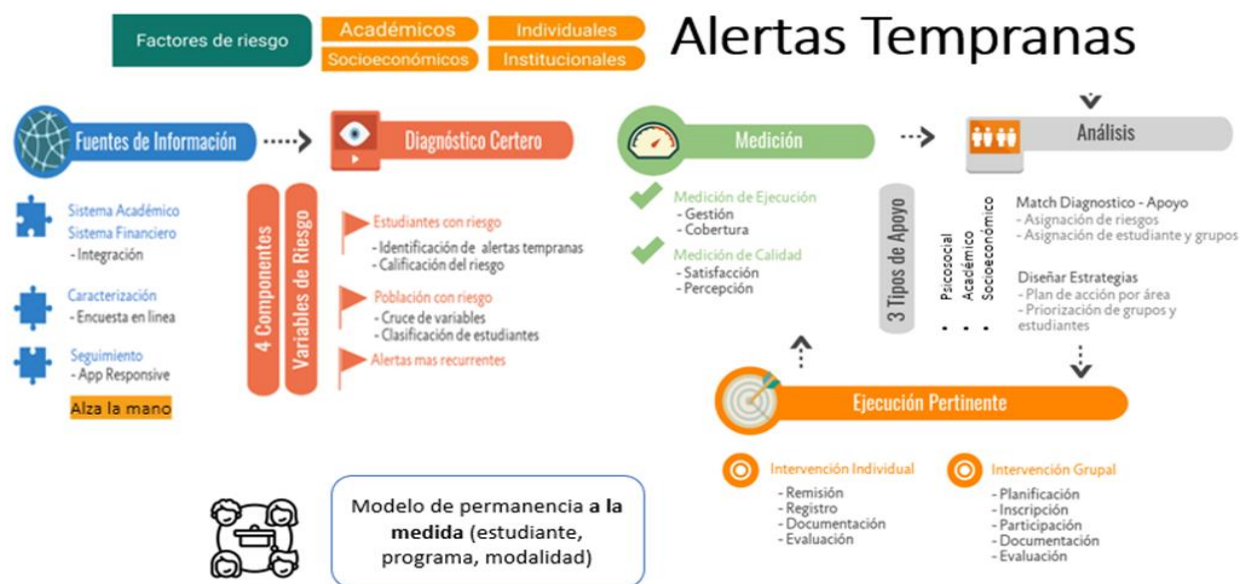 Alertas Tempranas
Factores de riesgo
Académicos
Individuales
Socioeconómicos
Institucionales
Fuentes de Información
Sistema Académico
Sistema Financiero
- Integración
Caracterización
- Encuesta en linea
Seguimiento
- App Responsive
Alza la mano
Diagnóstico Certero
4 Componentes
Variables de Riesgo
Estudiantes con riesgo
- Identificación de alertas tempranas
- Calificación del riesgo
Población con riesgo
- Cruce de variables
- Clasificación de estudiantes
Alertas mas recurrentes
Medición
Medición de Ejecución
- Gestión
- Cobertura
Medición de Calidad
- Satisfacción
- Percepción
Análisis
3 Tipos de Apoyo
• Psicosocial
• Académico
• Socioeconómico
Match Diagnostico - Apoyo
- Asignación de riesgos
- Asignación de estudiante y grupos
Diseñar Estrategias
- Plan de acción por área
- Priorización de grupos y
estudiantes
Ejecución Pertinente
Intervención Individual
- Remisión
- Registro
- Documentación
- Evaluación
Intervención Grupal
- Planificación
- Inscripción
- Participación
- Documentación
- Evaluación
Modelo de permanencia a la
medida (estudiante,
programa, modalidad)